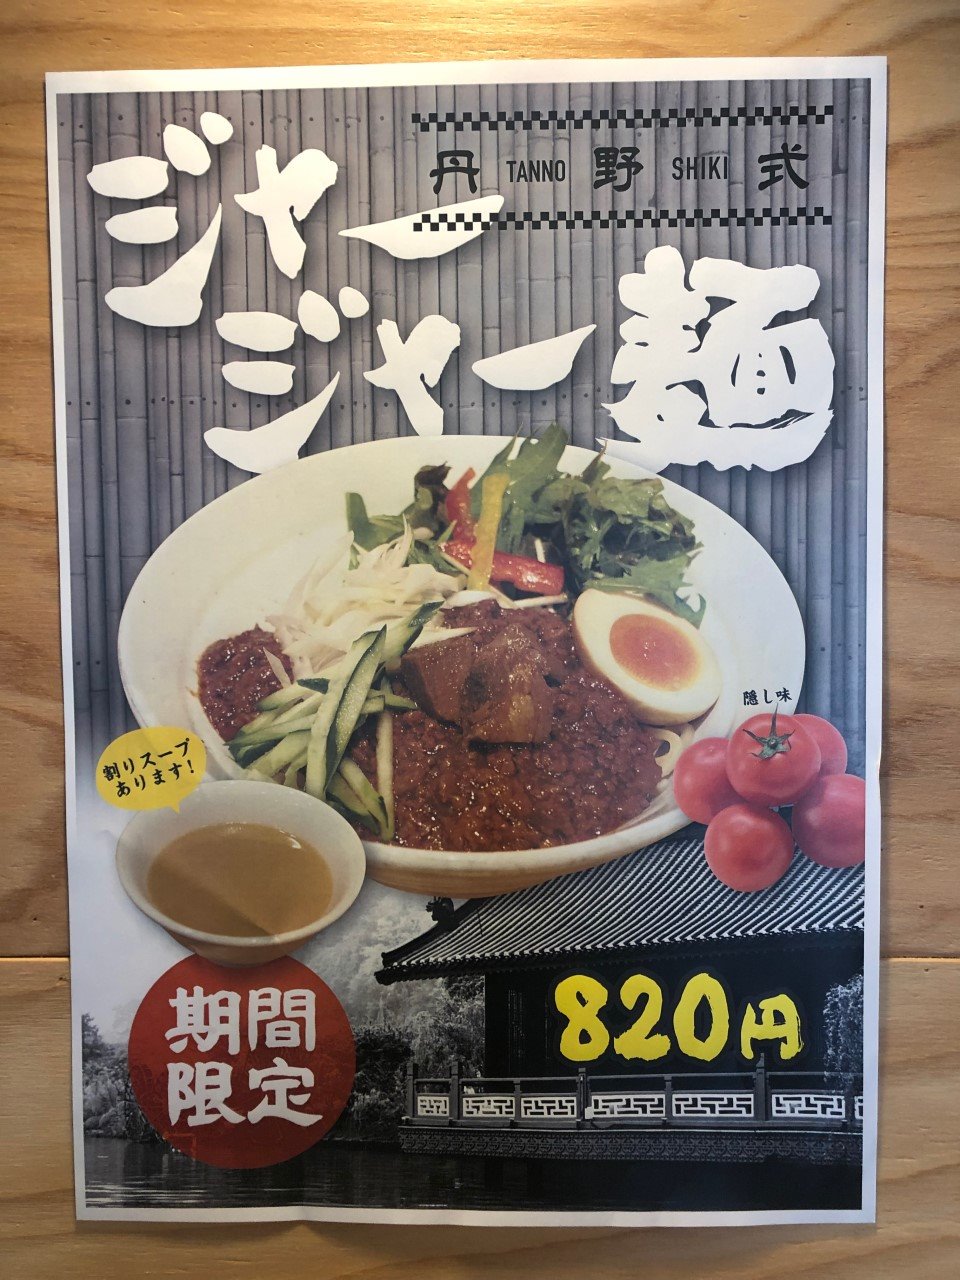 丹 TANNO 野 SHIKI 式
ジャー
ジャー麺
隠し味
割りスープ
あります!
期間
限定
820円